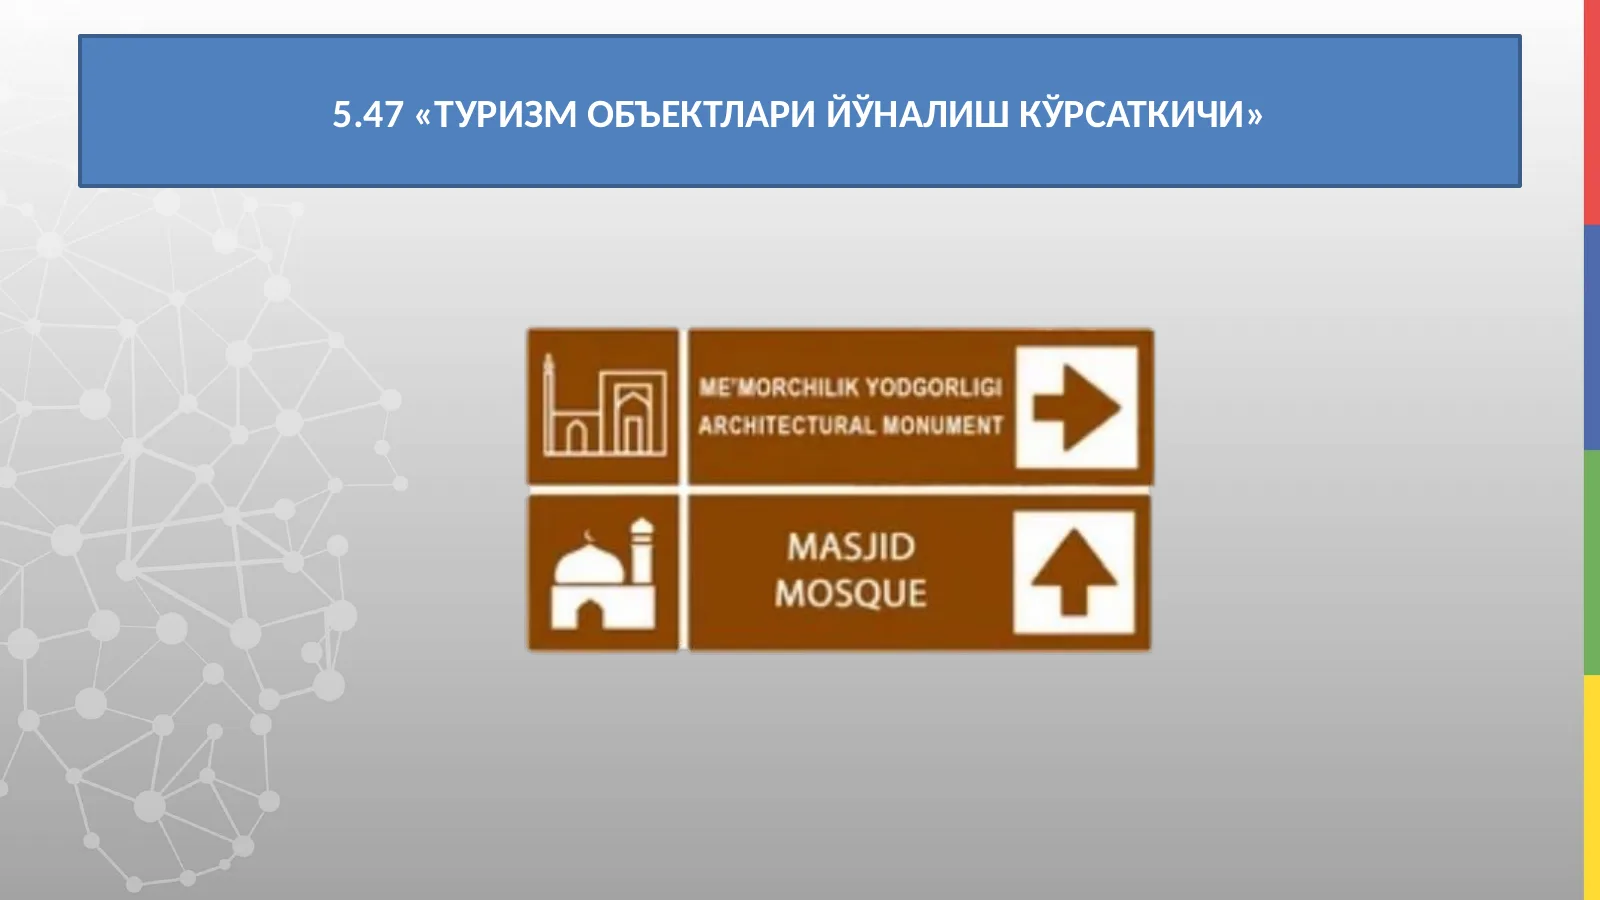 5.47 «ТУРИЗМ ОБЪЕКТЛАРИ ЙЎНАЛИШ КЎРСАТКИЧИ»
ME'MORCHILIK YODGORLIGI
ARCHITECTURAL MONUMENT
MASJID
MOSQUE